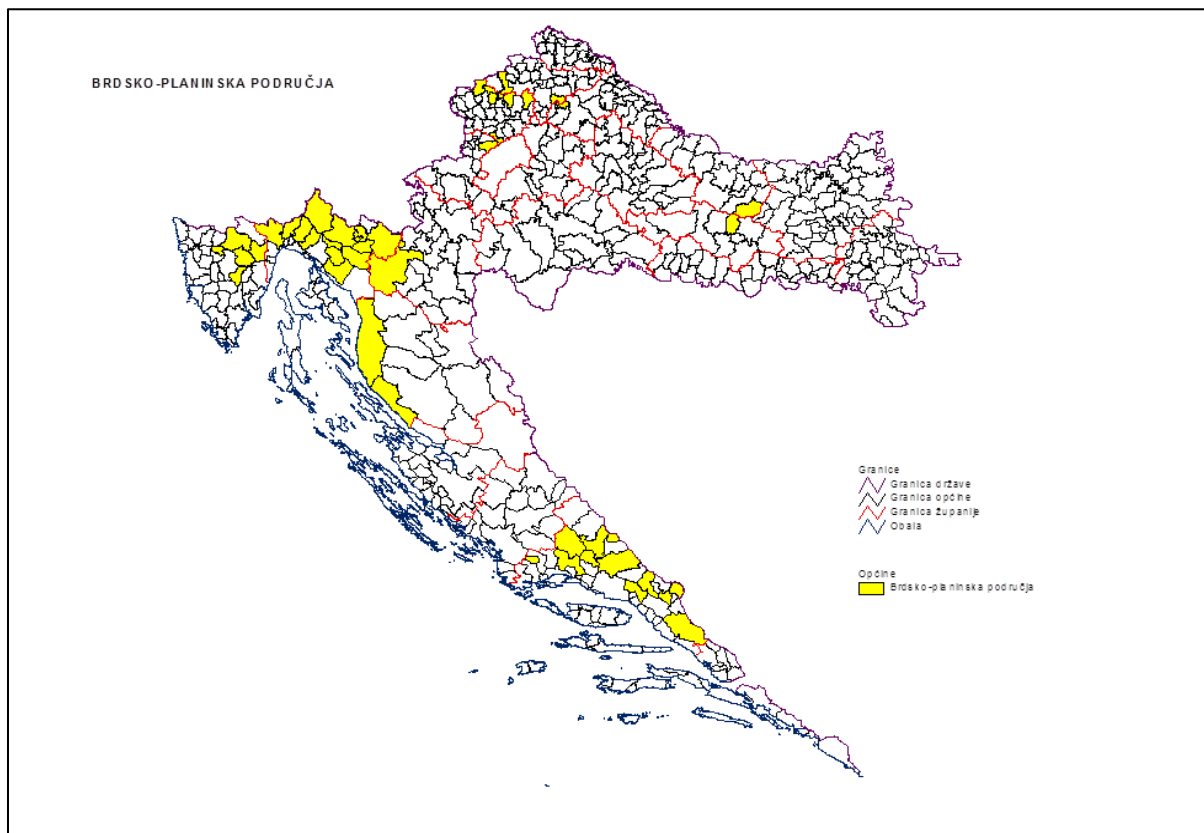 BRDSKO-PLANINSKA PODRUČJA
Granice
Granica države
Granica općine
Granica županije
Obala
Općine
Brdsko-planinska područja